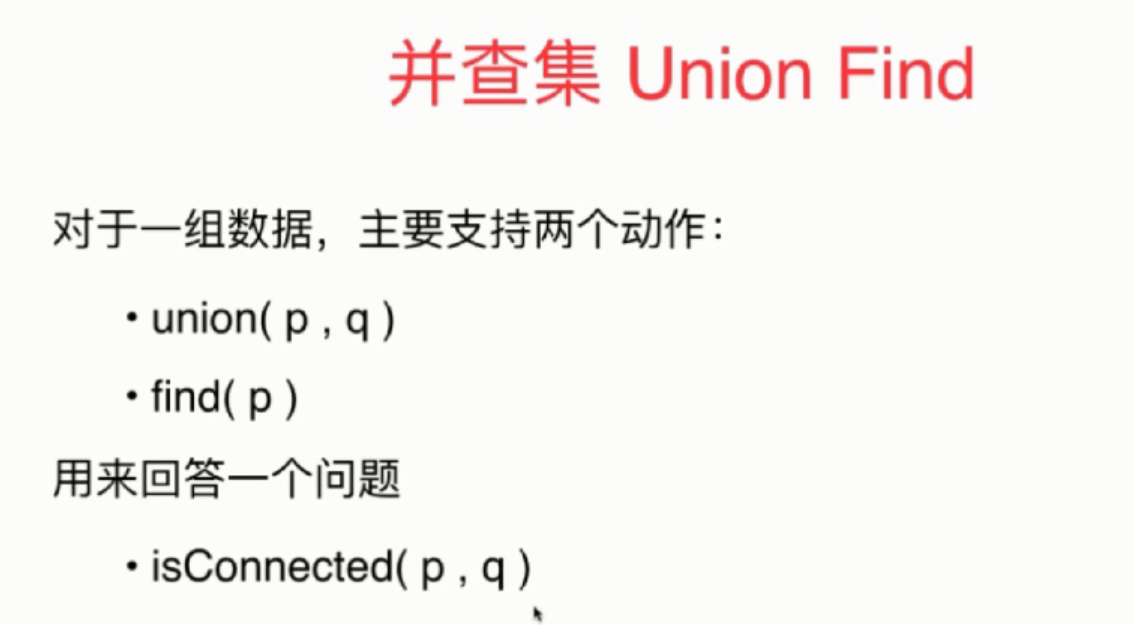 并查集 Union Find
对于一组数据，主要支持两个动作：
• union( p , q )
• find( p )
用来回答一个问题
• isConnected( p , q )